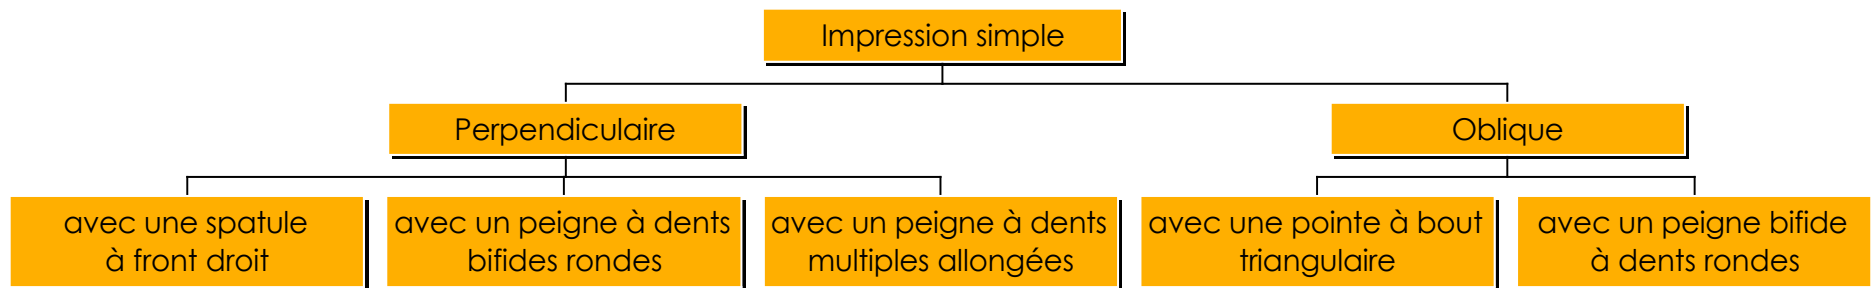 Impression simple
Perpendiculaire
Oblique
avec une spatule
à front droit
avec un peigne à dents
bifides rondes
avec un peigne à dents
multiples allongées
avec une pointe à bout
triangulaire
avec un peigne bifide
à dents rondes